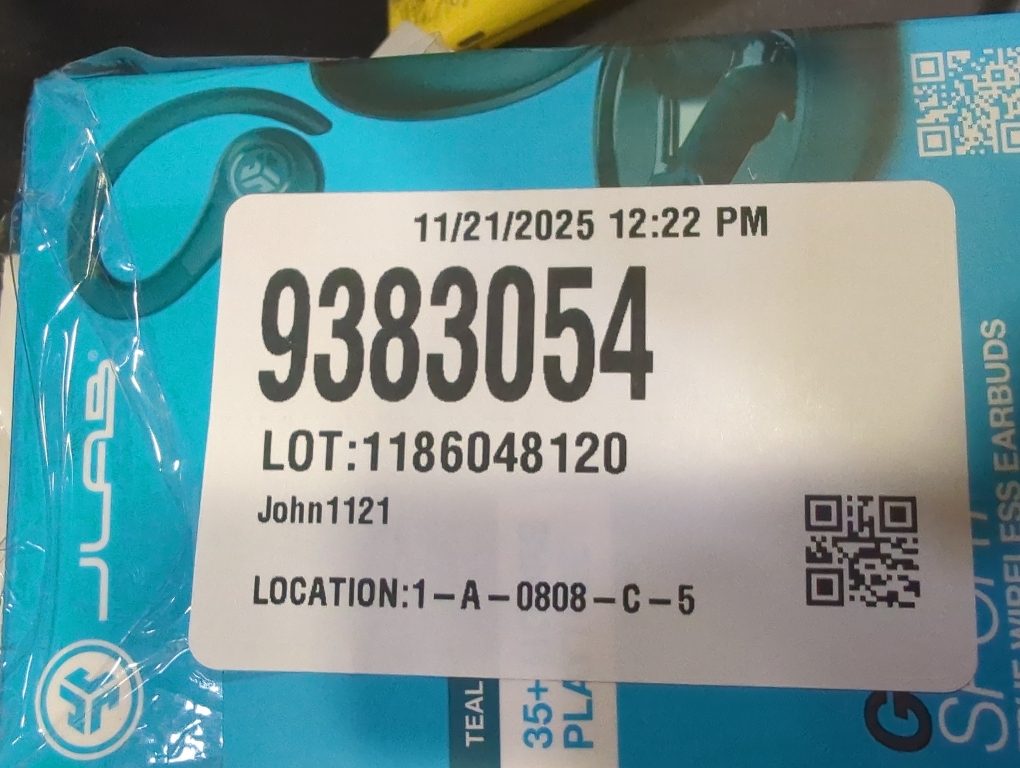 11/21/2025 12:22 PM
9383054
LOT:1186048120
John1121
LOCATION:1-A-0808-C-5
JLAB
TEAL
35+
G
SPORT
WIRELESS EARBUDS